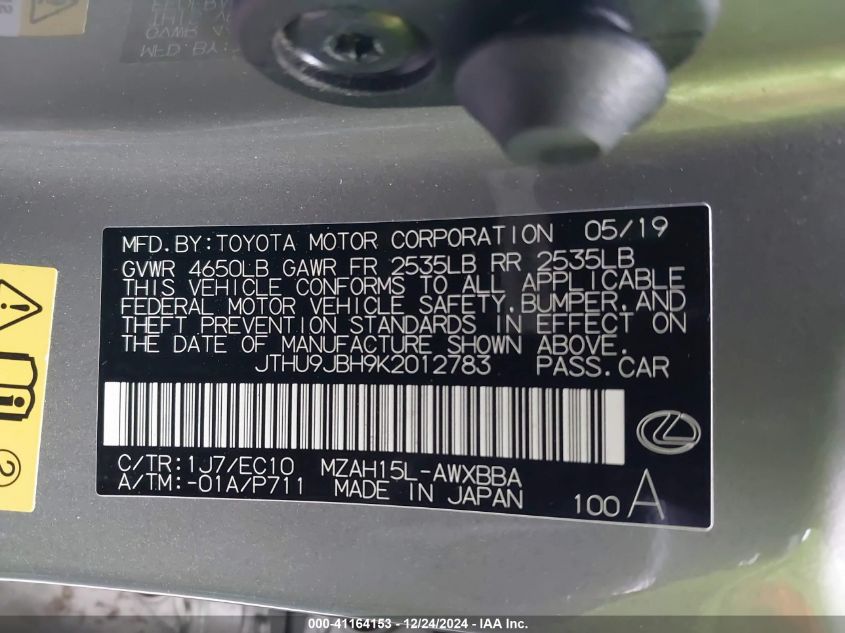 MFD.BY:TOYOTA MOTOR CORPORATION 05/19
GVWR 4650LB GAWR FR 2535LB RR 2535LB
THIS VEHICLE CONFORMS TO ALL APPLICABLE
FEDERAL MOTOR VEHICLE SAFETY,BUMPER,AND
THEFT PREVENTION STANDARDS IN EFFECT ON
THE DATE OF MANUFACTURE SHOWN ABOVE.
JTHU9JBH9K2012783 PASS.CAR
C/TR:1J7/EC10 MZAH15L-AWXBBA
A/TM:-01A/P711 MADE IN JAPAN
100 A
2
000-41164153 - 12/24/2024 - IAA Inc.